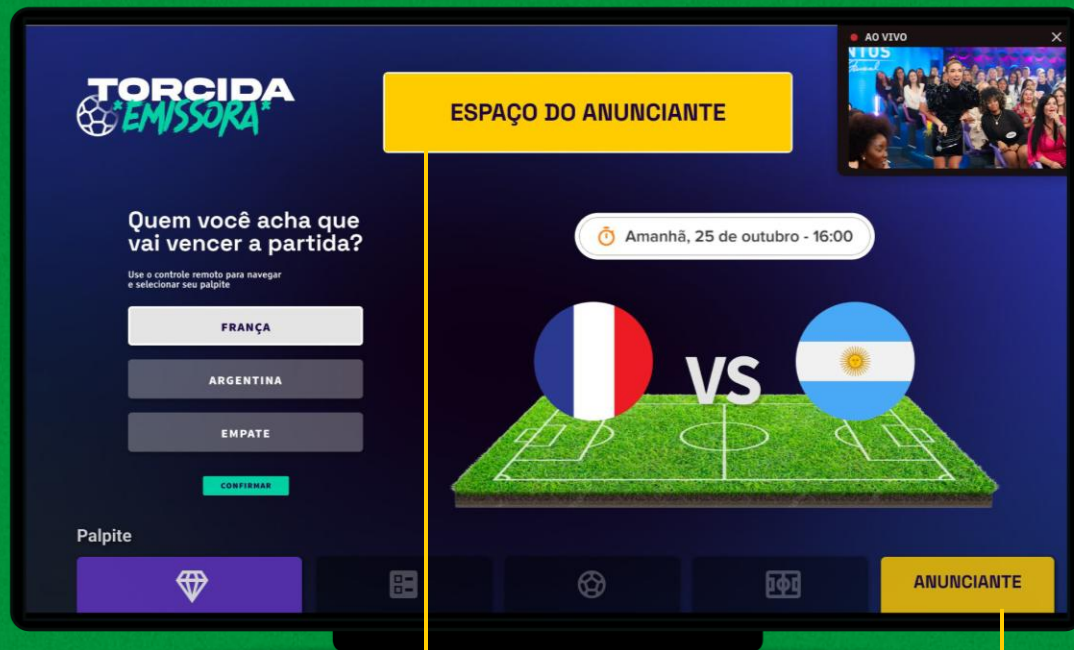 TORCIDA
*EMISSORA*
ESPAÇO DO ANUNCIANTE
AO VIVO
NTOS
Quem você acha que
vai vencer a partida?
Use o controle remoto para navegar
e selecionar seu palpite
FRANÇA
ARGENTINA
EMPATE
CONFIRMAR
Amanhã, 25 de outubro - 16:00
VS
Palpite
ANUNCIANTE